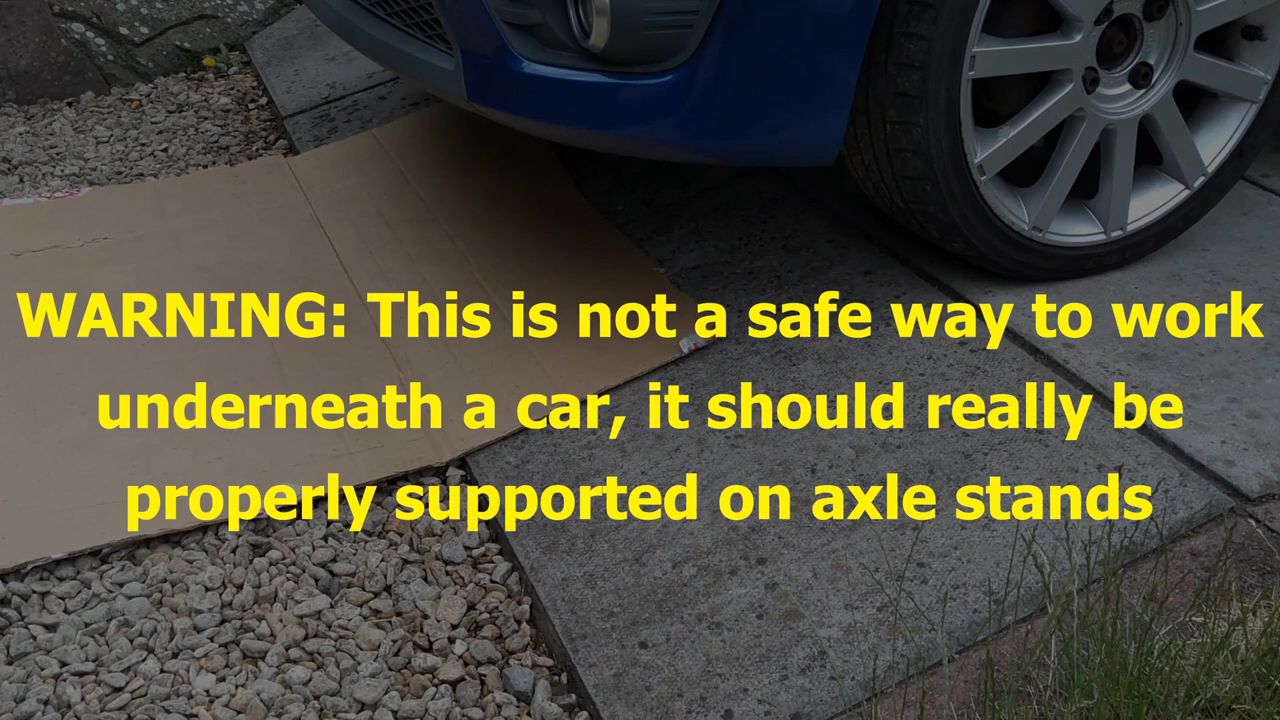 WARNING: This is not a safe way to work
underneath a car, it should really be
properly supported on axle stands